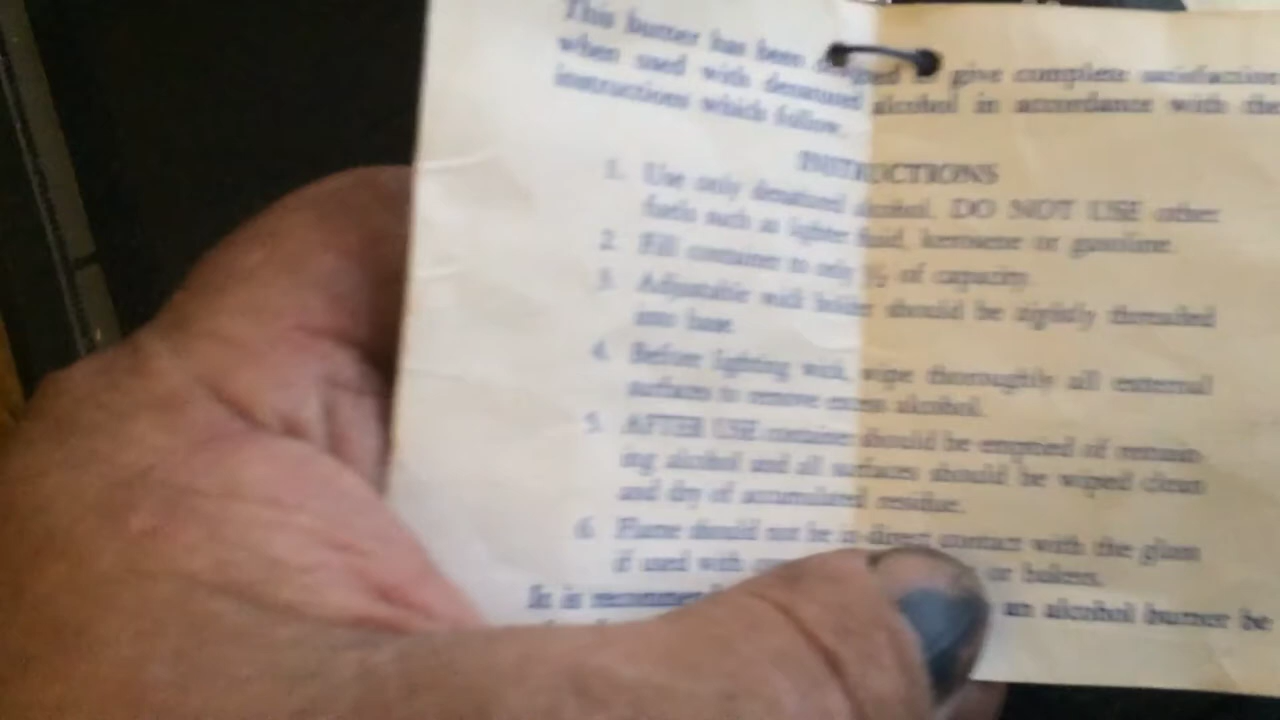 This burner has been designed to give complete satisfaction
when used with denatured alcohol in accordance with the
instructions which follow.
INSTRUCTIONS
1. Use only denatured alcohol. DO NOT USE other
fuels such as lighter fluid, kerosene or gasoline.
2. Fill container to only of capacity.
3. Adjustable wick holder should be tightly threaded
into base.
4. Before lighting wick, wipe thoroughly all external
surfaces to remove excess alcohol.
5. AFTER USE container should be emptied of remain-
ing alcohol and all surfaces should be wiped clean
and dry of accumulated residue.
6. Flame should not be in direct contact with the glass
if used with or bakers.
It is an alcohol burner be